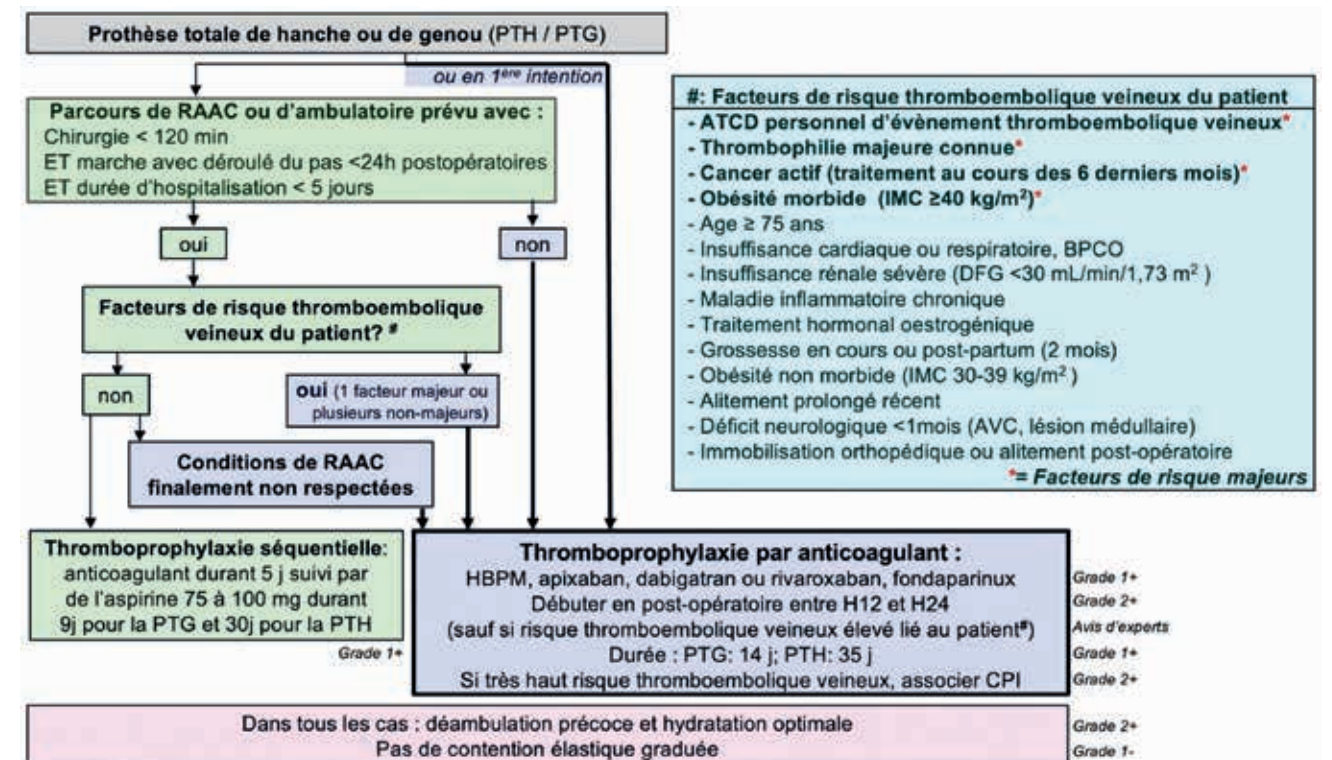 Prothèse totale de hanche ou de genou (PTH / PTG)
ou en 1ère intention
Parcours de RAAC ou d'ambulatoire prévu avec :
Chirurgie < 120 min
ET marche avec déroulé du pas <24h postopératoires
ET durée d'hospitalisation < 5 jours
oui
non
Facteurs de risque thromboembolique
veineux du patient? #
non
oui (1 facteur majeur ou
plusieurs non-majeurs)
Conditions de RAAC
finalement non respectées
Thromboprophylaxie séquentielle:
anticoagulant durant 5 j suivi par
de l'aspirine 75 à 100 mg durant
9j pour la PTG et 30j pour la PTH
Grade 1+
Thromboprophylaxie par anticoagulant :
HBPM, apixaban, dabigatran ou rivaroxaban, fondaparinux
Grade 1+
Débuter en post-opératoire entre H12 et H24
Grade 2+
(sauf si risque thromboembolique veineux élevé lié au patient#)
Avis d'experts
Durée : PTG: 14 j; PTH: 35 j
Grade 1+
Si très haut risque thromboembolique veineux, associer CPI
Grade 2+
Dans tous les cas : déambulation précoce et hydratation optimale
Grade 2+
Pas de contention élastique graduée
Grade 1-
#: Facteurs de risque thromboembolique veineux du patient
- ATCD personnel d'évènement thromboembolique veineux*
- Thrombophilie majeure connue*
- Cancer actif (traitement au cours des 6 derniers mois)*
- Obésité morbide (IMC ≥40 kg/m²)*
- Age ≥ 75 ans
- Insuffisance cardiaque ou respiratoire, BPCO
- Insuffisance rénale sévère (DFG <30 mL/min/1,73 m² )
- Maladie inflammatoire chronique
- Traitement hormonal oestrogénique
- Grossesse en cours ou post-partum (2 mois)
- Obésité non morbide (IMC 30-39 kg/m² )
- Alitement prolongé récent
- Déficit neurologique <1mois (AVC, lésion médullaire)
- Immobilisation orthopédique ou alitement post-opératoire
*= Facteurs de risque majeurs